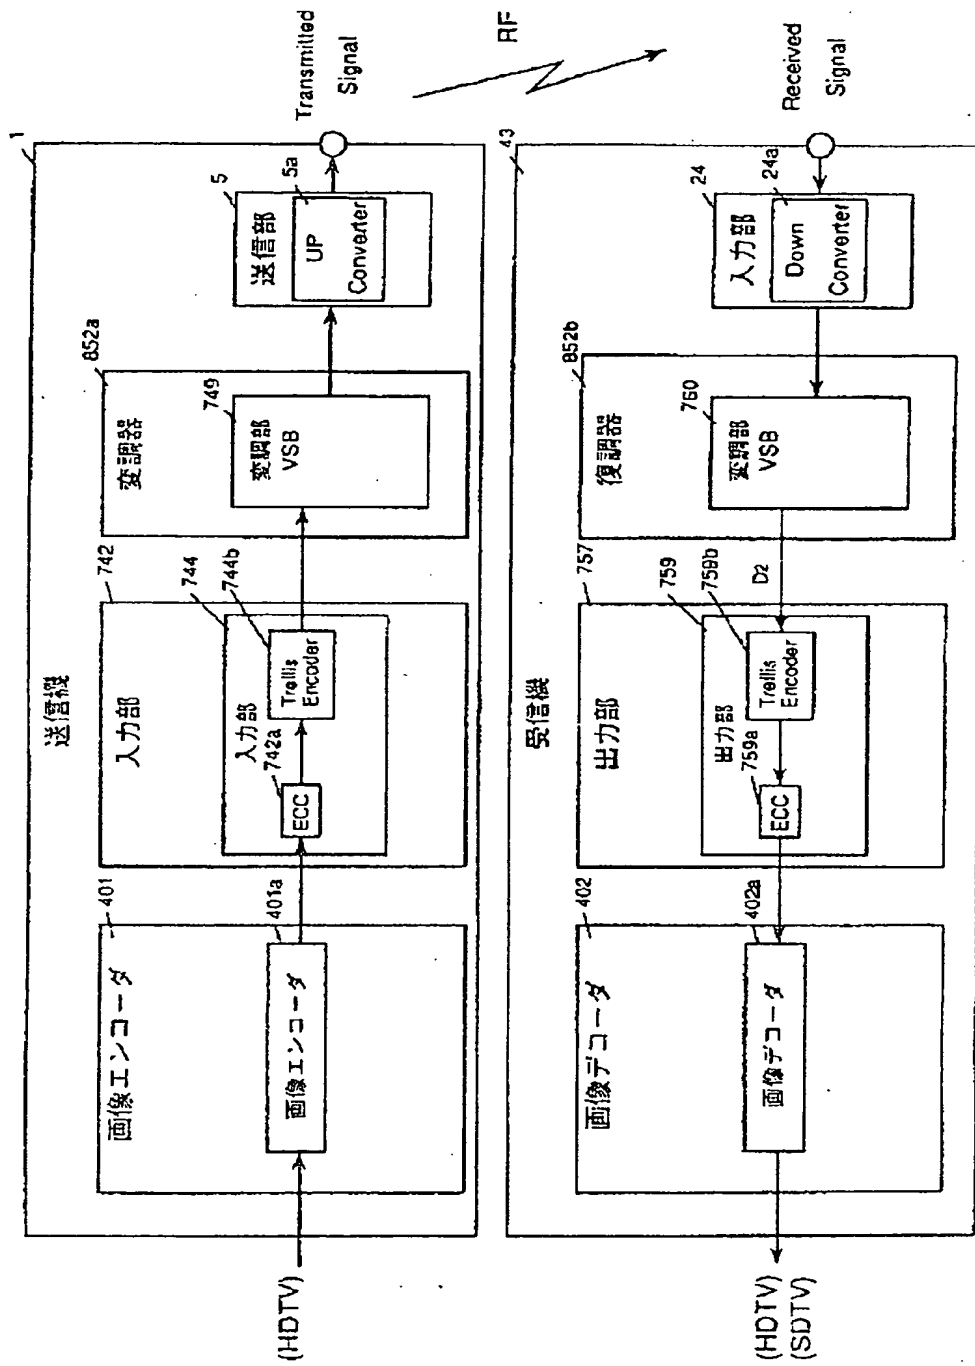 送信機
1
(HDTV)
画像エンコーダ
401
画像エンコーダ
401a
入力部
742
入力部
744
742a
ECC
744b
Trellis
Encoder
変調器
852a
変調部
VSB
749
送信部
5
UP
Converter
5a
Transmitted
Signal
RF
受信機
43
(HDTV)
(SDTV)
画像デコーダ
402
画像デコーダ
402a
出力部
757
出力部
759
759a
ECC
759b
Trellis
Encoder
D2
復調器
852b
変調部
VSB
760
入力部
24
Down
Converter
24a
Received
Signal